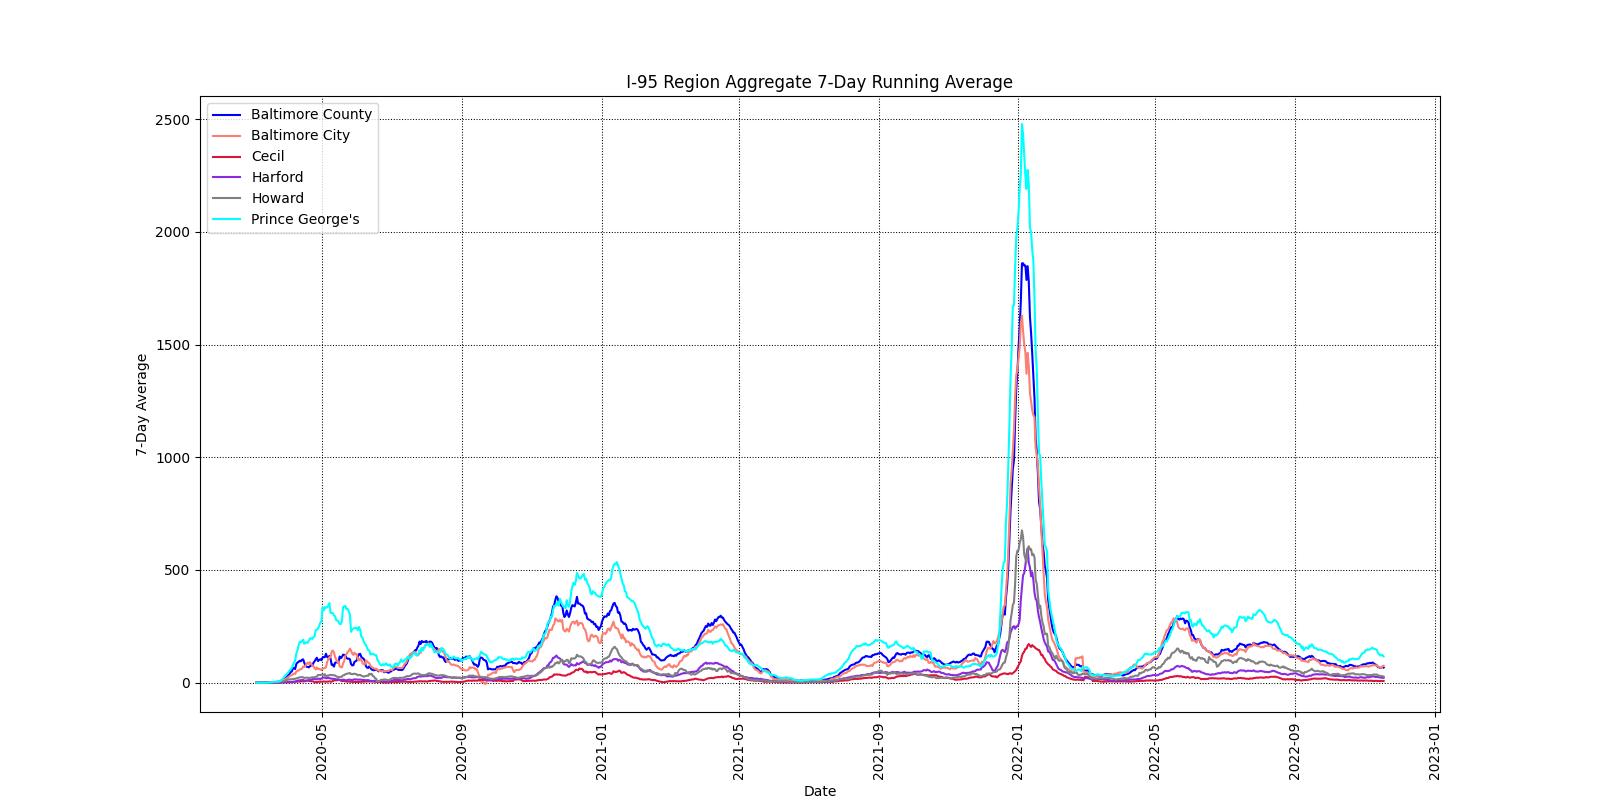 I-95 Region Aggregate 7-Day Running Average
Baltimore County
Baltimore City
Cecil
Harford
Howard
Prince George's
2500
2000
1500
1000
500
0
7-Day Average
2020-05
2020-09
2021-01
2021-05
2021-09
2022-01
2022-05
2022-09
2023-01
Date